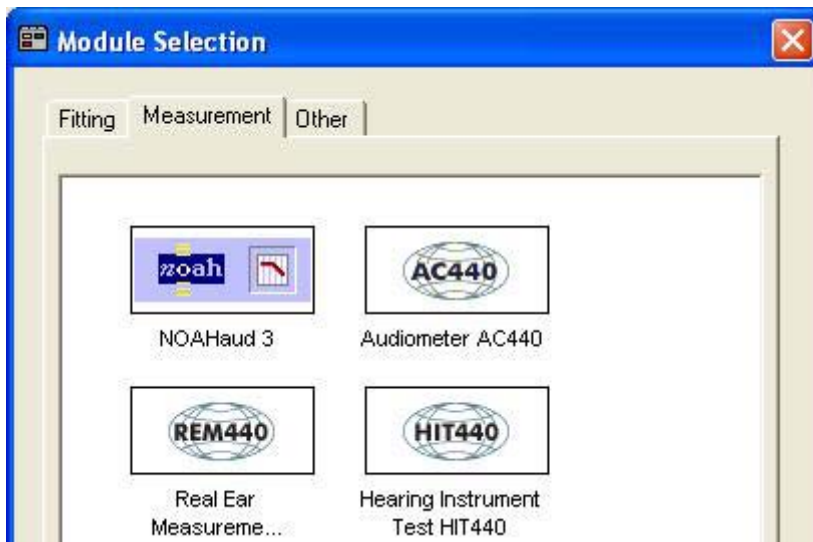 Module Selection
Fitting Measurement Other
noah AC440
NOAHaud 3 Audiometer AC440
REM440 HIT440
Real Ear Hearing Instrument
Measureme... Test HIT440